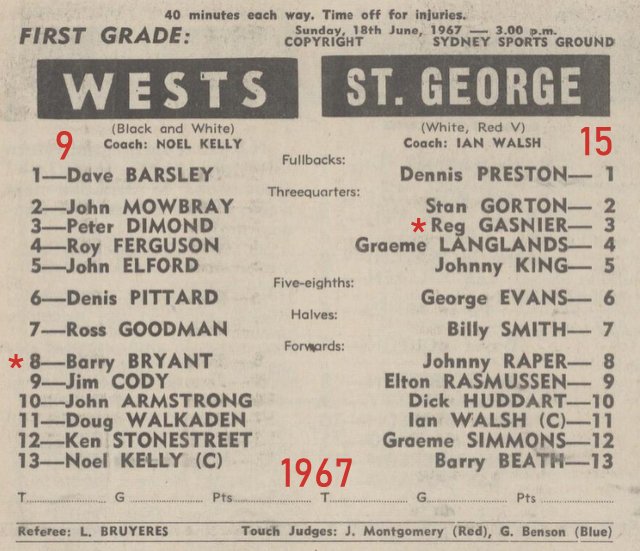 40 minutes each way. Time off for injuries.
FIRST GRADE:
Sunday, 18th June, 1967 — 3.00 p.m.
COPYRIGHT SYDNEY SPORTS GROUND
WESTS ST. GEORGE
(Black and White) (White, Red V)
9 Coach: NOEL KELLY Coach: IAN WALSH 15
Fullbacks:
1—Dave BARSLEY Dennis PRESTON— 1
Threequarters:
2—John MOWBRAY Stan GORTON— 2
3—Peter DIMOND *Reg GASNIER— 3
4—Roy FERGUSON Graeme LANGLANDS— 4
5—John ELFORD Johnny KING— 5
Five-eighths:
6—Denis PITTARD George EVANS— 6
Halves:
7—Ross GOODMAN Billy SMITH— 7
Forwards:
*8—Barry BRYANT Johnny RAPER— 8
9—Jim CODY Elton RASMUSSEN— 9
10—John ARMSTRONG Dick HUDDART—10
11—Doug WALKADEN Ian WALSH (C)—11
12—Ken STONESTREET Graeme SIMMONS—12
13—Noel KELLY (C) Barry BEATH—13
1967
T............ G............ Pts............ T............ G............ Pts............
Referee: L. BRUYERES Touch Judges: J. Montgomery (Red), G. Benson (Blue)